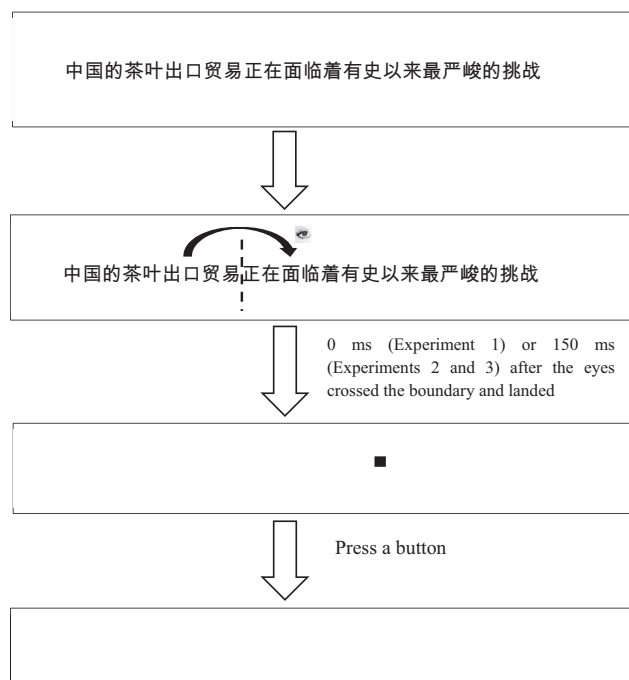 中国的茶叶出口贸易正在面临着有史以来最严峻的挑战
中国的茶叶出口贸易正在面临着有史以来最严峻的挑战
0 ms (Experiment 1) or 150 ms
(Experiments 2 and 3) after the eyes
crossed the boundary and landed
Press a button